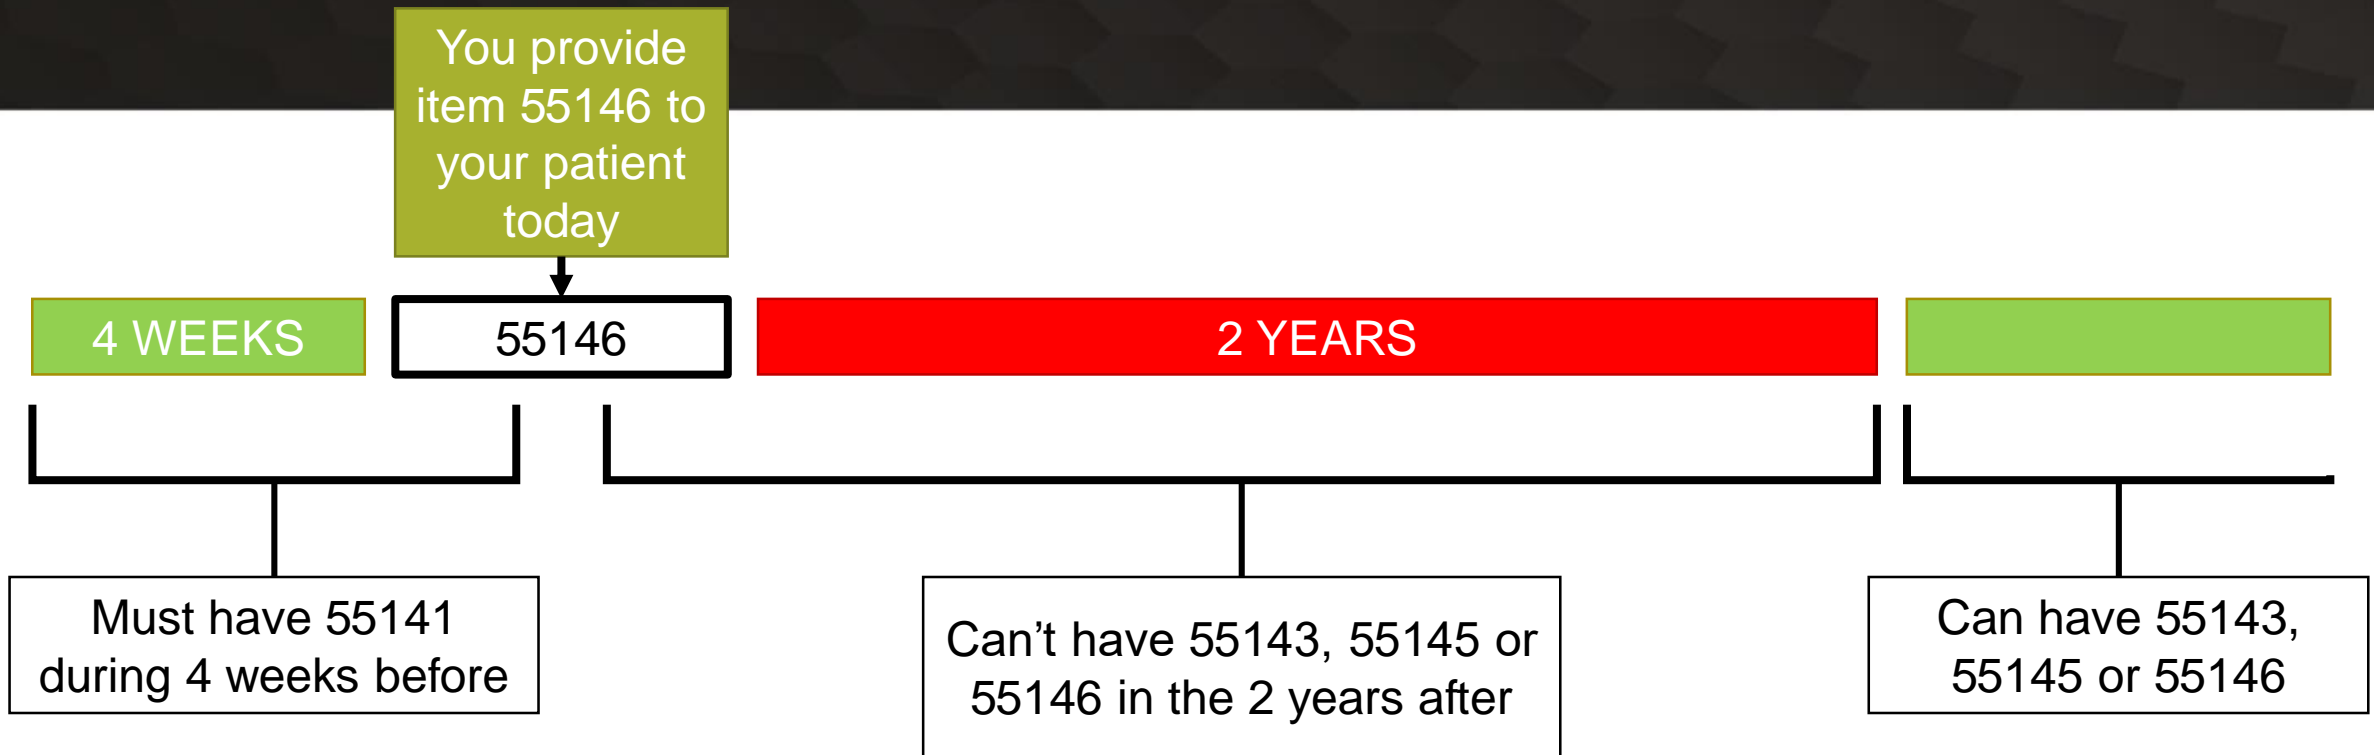 You provide
item 55146 to
your patient
today
4 WEEKS
55146
2 YEARS
Must have 55141
during 4 weeks before
Can’t have 55143, 55145 or
55146 in the 2 years after
Can have 55143,
55145 or 55146